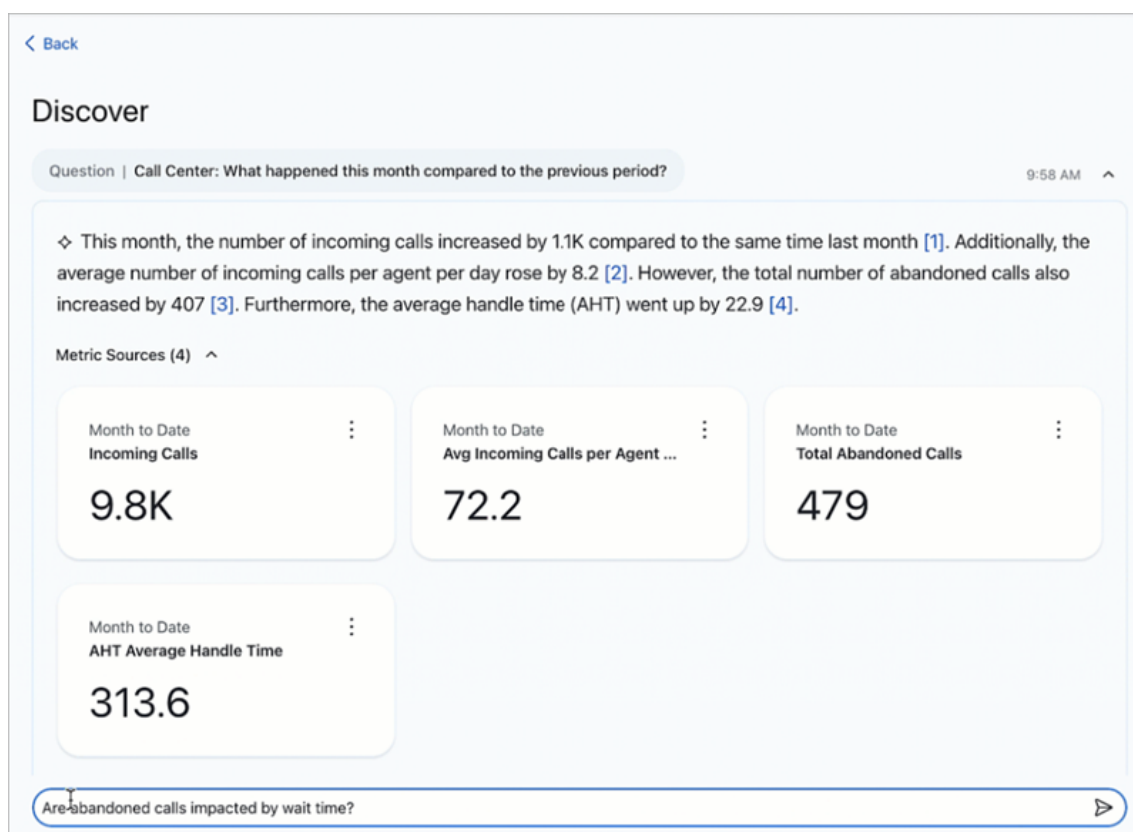 Back
Discover
Question | Call Center: What happened this month compared to the previous period?
9:58 AM
This month, the number of incoming calls increased by 1.1K compared to the same time last month [1]. Additionally, the
average number of incoming calls per agent per day rose by 8.2 [2]. However, the total number of abandoned calls also
increased by 407 [3]. Furthermore, the average handle time (AHT) went up by 22.9 [4].
Metric Sources (4)
Month to Date
Incoming Calls
9.8K
Month to Date
Avg Incoming Calls per Agent ...
72.2
Month to Date
Total Abandoned Calls
479
Month to Date
AHT Average Handle Time
313.6
Are abandoned calls impacted by wait time?